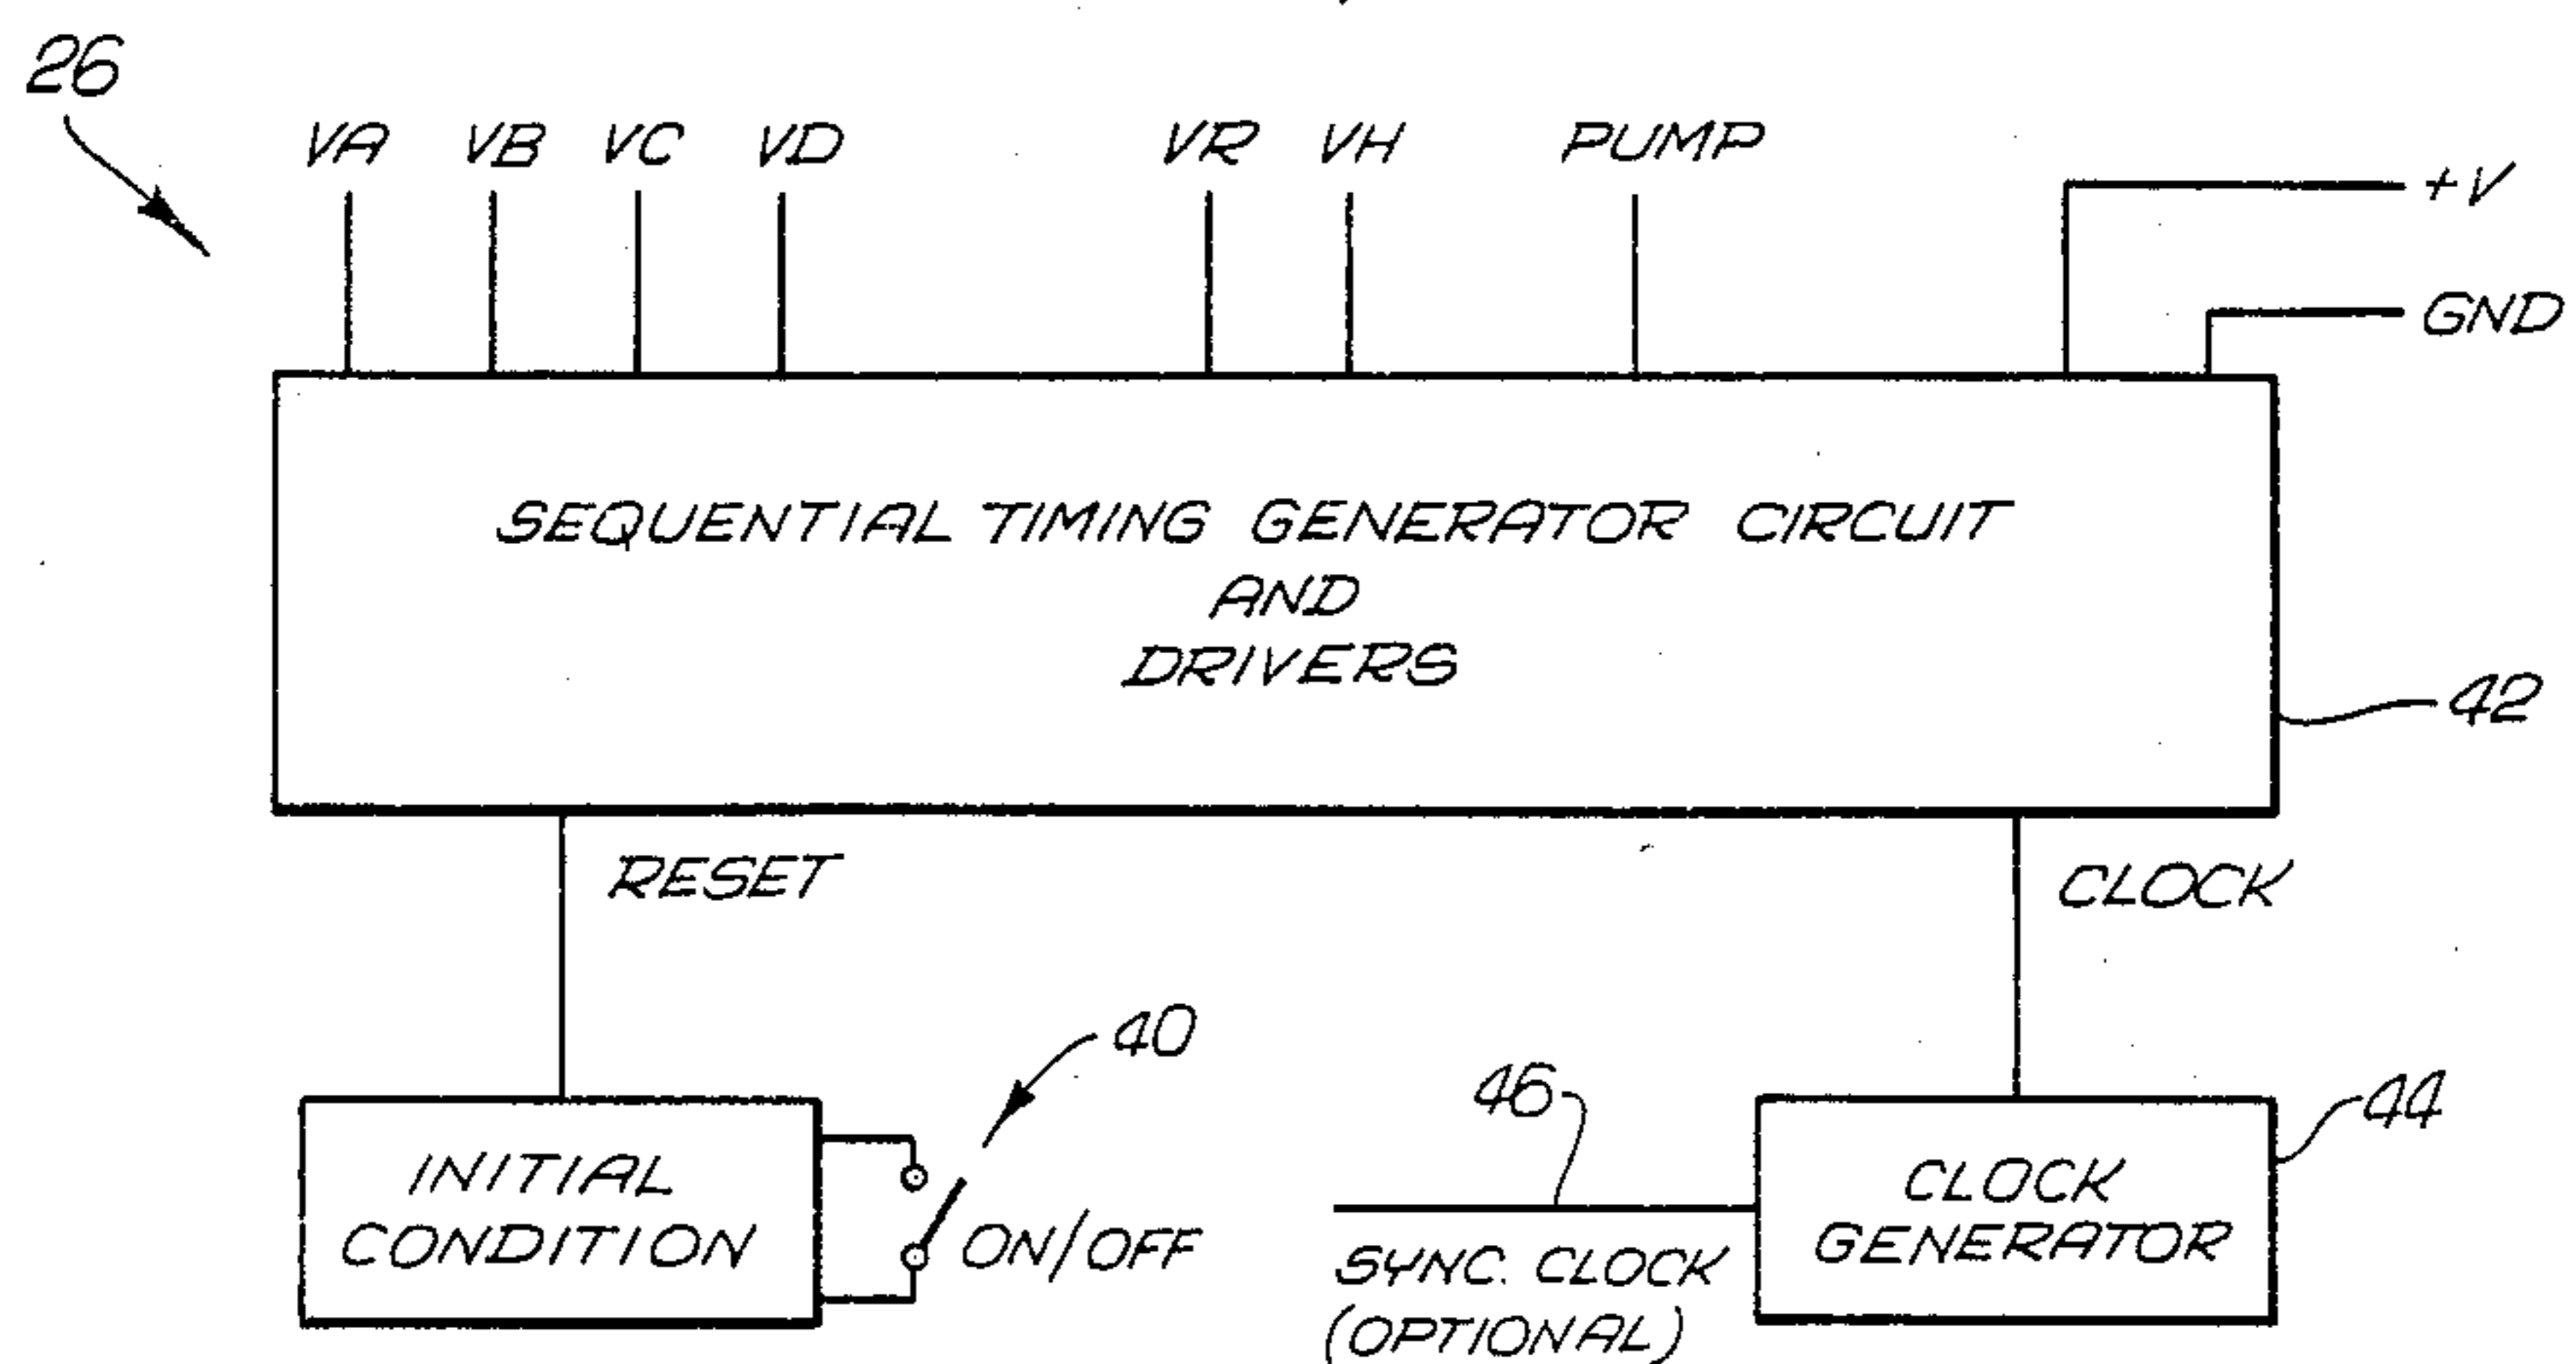 26
VA VB VC VD VR VH PUMP
+V
GND
SEQUENTIAL TIMING GENERATOR CIRCUIT
AND
DRIVERS
42
RESET
CLOCK
40
46
44
INITIAL
CONDITION
ON/OFF
CLOCK
GENERATOR
SYNC. CLOCK
(OPTIONAL)